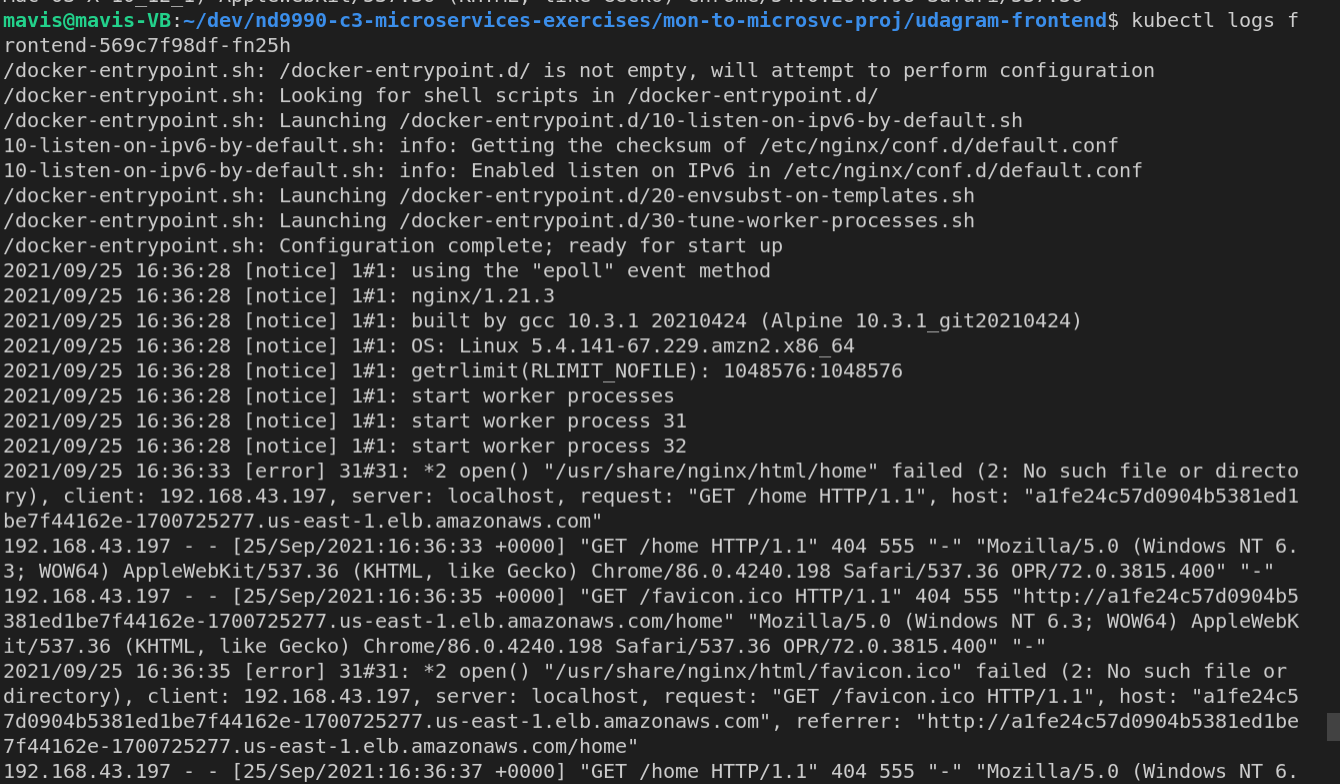 mavis@mavis-VB:~/dev/nd9990-c3-microservices-exercises/mon-to-microsvc-proj/udagram-frontend$ kubectl logs f
rontend-569c7f98df-fn25h
/docker-entrypoint.sh: /docker-entrypoint.d/ is not empty, will attempt to perform configuration
/docker-entrypoint.sh: Looking for shell scripts in /docker-entrypoint.d/
/docker-entrypoint.sh: Launching /docker-entrypoint.d/10-listen-on-ipv6-by-default.sh
10-listen-on-ipv6-by-default.sh: info: Getting the checksum of /etc/nginx/conf.d/default.conf
10-listen-on-ipv6-by-default.sh: info: Enabled listen on IPv6 in /etc/nginx/conf.d/default.conf
/docker-entrypoint.sh: Launching /docker-entrypoint.d/20-envsubst-on-templates.sh
/docker-entrypoint.sh: Launching /docker-entrypoint.d/30-tune-worker-processes.sh
/docker-entrypoint.sh: Configuration complete; ready for start up
2021/09/25 16:36:28 [notice] 1#1: using the "epoll" event method
2021/09/25 16:36:28 [notice] 1#1: nginx/1.21.3
2021/09/25 16:36:28 [notice] 1#1: built by gcc 10.3.1 20210424 (Alpine 10.3.1_git20210424)
2021/09/25 16:36:28 [notice] 1#1: OS: Linux 5.4.141-67.229.amzn2.x86_64
2021/09/25 16:36:28 [notice] 1#1: getrlimit(RLIMIT_NOFILE): 1048576:1048576
2021/09/25 16:36:28 [notice] 1#1: start worker processes
2021/09/25 16:36:28 [notice] 1#1: start worker process 31
2021/09/25 16:36:28 [notice] 1#1: start worker process 32
2021/09/25 16:36:33 [error] 31#31: *2 open() "/usr/share/nginx/html/home" failed (2: No such file or directo
ry), client: 192.168.43.197, server: localhost, request: "GET /home HTTP/1.1", host: "a1fe24c57d0904b5381ed1
be7f44162e-1700725277.us-east-1.elb.amazonaws.com"
192.168.43.197 - - [25/Sep/2021:16:36:33 +0000] "GET /home HTTP/1.1" 404 555 "-" "Mozilla/5.0 (Windows NT 6.
3; WOW64) AppleWebKit/537.36 (KHTML, like Gecko) Chrome/86.0.4240.198 Safari/537.36 OPR/72.0.3815.400" "-"
192.168.43.197 - - [25/Sep/2021:16:36:35 +0000] "GET /favicon.ico HTTP/1.1" 404 555 "http://a1fe24c57d0904b5
381ed1be7f44162e-1700725277.us-east-1.elb.amazonaws.com/home" "Mozilla/5.0 (Windows NT 6.3; WOW64) AppleWebK
it/537.36 (KHTML, like Gecko) Chrome/86.0.4240.198 Safari/537.36 OPR/72.0.3815.400" "-"
2021/09/25 16:36:35 [error] 31#31: *2 open() "/usr/share/nginx/html/favicon.ico" failed (2: No such file or
directory), client: 192.168.43.197, server: localhost, request: "GET /favicon.ico HTTP/1.1", host: "a1fe24c5
7d0904b5381ed1be7f44162e-1700725277.us-east-1.elb.amazonaws.com", referrer: "http://a1fe24c57d0904b5381ed1be
7f44162e-1700725277.us-east-1.elb.amazonaws.com/home"
192.168.43.197 - - [25/Sep/2021:16:36:37 +0000] "GET /home HTTP/1.1" 404 555 "-" "Mozilla/5.0 (Windows NT 6.